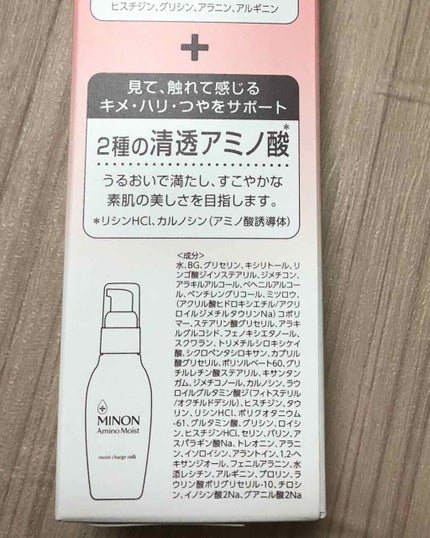 ヒスチジン、グリシン、アラニン、アルギニン
+
見て、触れて感じる
キメ・ハリ・つやをサポート
2種の清透アミノ酸*
うるおいで満たし、すこやかな
素肌の美しさを目指します。
*リシンHCl、カルノシン(アミノ酸誘導体)
<成分>
水、BG、グリセリン、キシリトール、リ
ンゴ酸ジイソステアリル、ジメチコン、
アラキルアルコール、ベヘニルアルコー
ル、ペンチレングリコール、ミツロウ、
(アクリル酸ヒドロキシエチル/アクリ
ロイルジメチルタウリンNa)コポリ
マー、ステアリン酸グリセリル、アラキ
ルグルコシド、フェノキシエタノール、
スクワラン、トリメチルシロキシケイ
酸、シクロペンタシロキサン、カプリル
酸グリセリル、ポリソルベート60、グリ
チルレチン酸ステアリル、キサンタン
ガム、ジメチコノール、カルノシン、ラウ
ロイルグルタミン酸ジ(フィトステリル
/オクチルドデシル)、ヒスチジン、タウ
リン、リシンHCl、ポリクオタニウム
-61、グルタミン酸、グリシン、ロイシ
ン、ヒスチジンHCl、セリン、バリン、ア
スパラギン酸Na、トレオニン、アラニ
ン、イソロイシン、アラントイン、1,2-ヘ
キサンジオール、フェニルアラニン、水
添レシチン、アルギニン、プロリン、ラ
ウリン酸ポリグリセリル-10、チロシ
ン、イノシン酸2Na、グアニル酸2Na
MINON
Amino Moist
moist charge milk